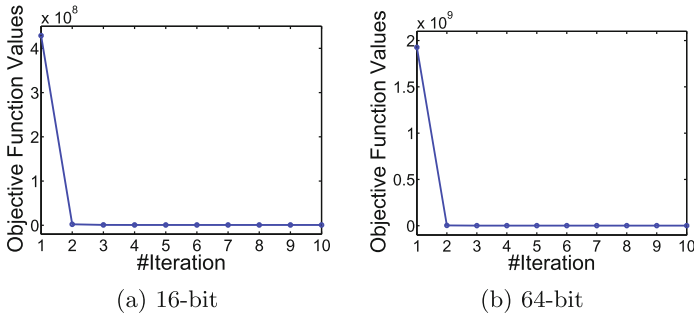 x 10^8
Objective Function Values
4
3
2
1
0
1 2 3 4 5 6 7 8 9 10
#Iteration
(a) 16-bit
x 10^9
Objective Function Values
2
1.5
1
0.5
0
1 2 3 4 5 6 7 8 9 10
#Iteration
(b) 64-bit